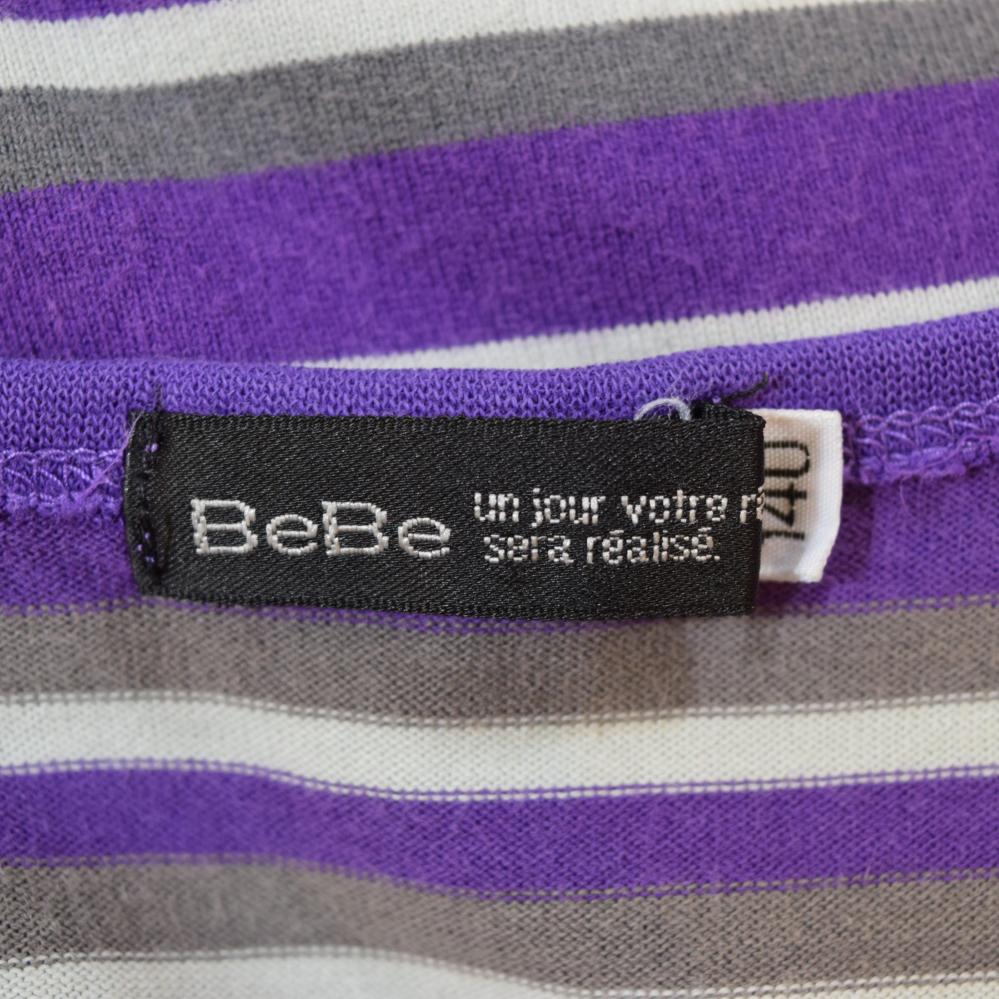 BeBe
un jour votre
sera réalisé.
140